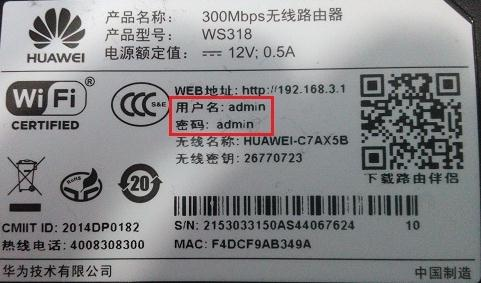 HUAWEI
产品名称: 300Mbps无线路由器
产品型号: WS318
电源额定值: 12V; 0.5A
WiFi
CERTIFIED
CCC
S&E
WEB地址: http://192.168.3.1
用户名: admin
密码: admin
无线名称: HUAWEI-C7AX5B
无线密钥: 26770723
下载路由伴侣
20
CMIIT ID: 2014DP0182
热线电话: 4008308300
S/N: 2153033150AS44067624 10
MAC: F4DCF9AB349A
华为技术有限公司
中国制造